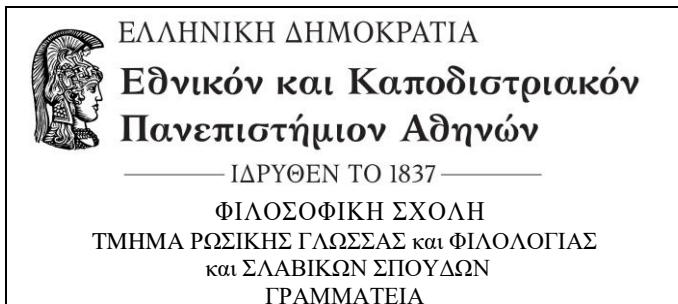 ΕΛΛΗΝΙΚΗ ΔΗΜΟΚΡΑΤΙΑ
Εθνικόν και Καποδιστριακόν
Πανεπιστήμιον Αθηνών
ΙΔΡΥΘΕΝ ΤΟ 1837
ΦΙΛΟΣΟΦΙΚΗ ΣΧΟΛΗ
ΤΜΗΜΑ ΡΩΣΙΚΗΣ ΓΛΩΣΣΑΣ και ΦΙΛΟΛΟΓΙΑΣ
και ΣΛΑΒΙΚΩΝ ΣΠΟΥΔΩΝ
ΓΡΑΜΜΑΤΕΙΑ